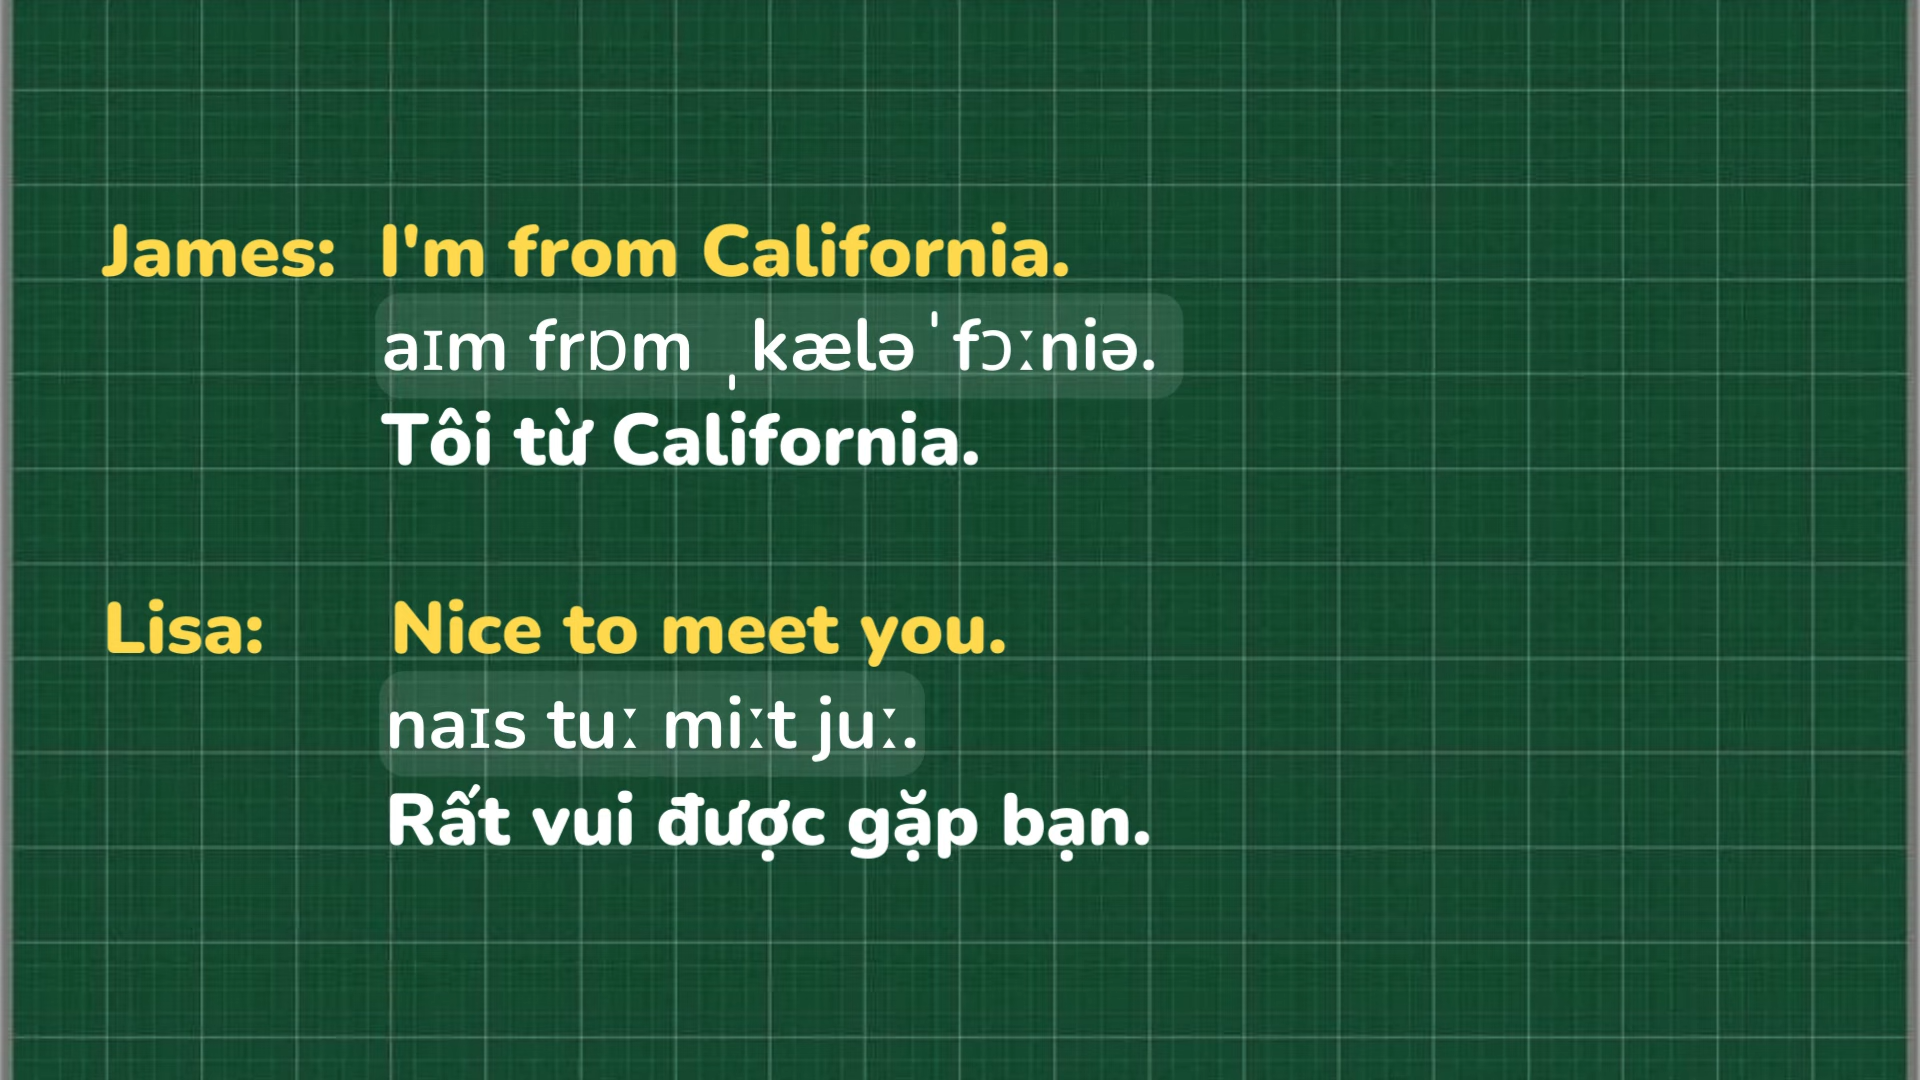 James: I'm from California.
aɪm frɒm ˌkæləˈfɔːniə.
Tôi từ California.
Lisa: Nice to meet you.
naɪs tuː miːt juː.
Rất vui được gặp bạn.